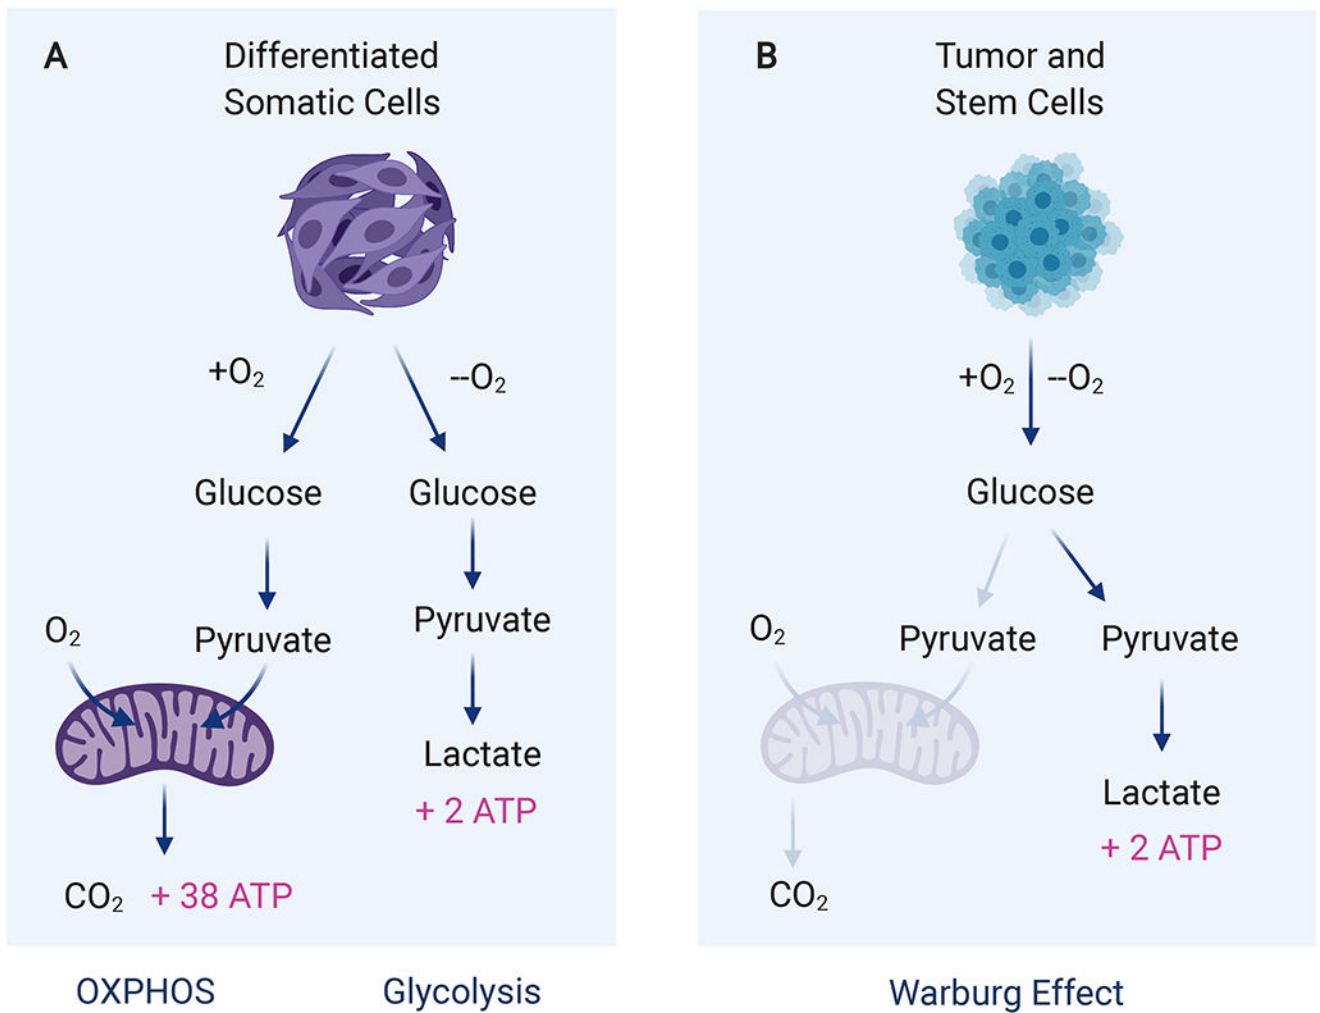 A
Differentiated
Somatic Cells
+O₂
--O₂
Glucose
Glucose
O₂
Pyruvate
Pyruvate
Lactate
+ 2 ATP
CO₂ + 38 ATP
OXPHOS
Glycolysis
B
Tumor and
Stem Cells
+O₂
--O₂
Glucose
O₂
Pyruvate
Pyruvate
Lactate
+ 2 ATP
CO₂
Warburg Effect